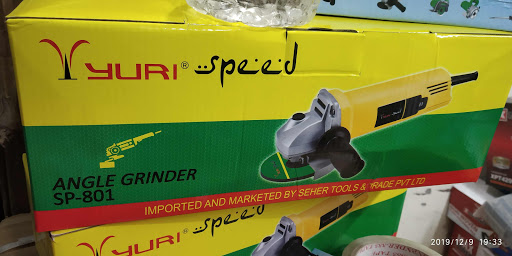 YURI® speed
ANGLE GRINDER
SP-801
IMPORTED AND MARKETED BY SEHER TOOLS & TRADE PVT LTD
YURI® speed
2019/12/9 19:33